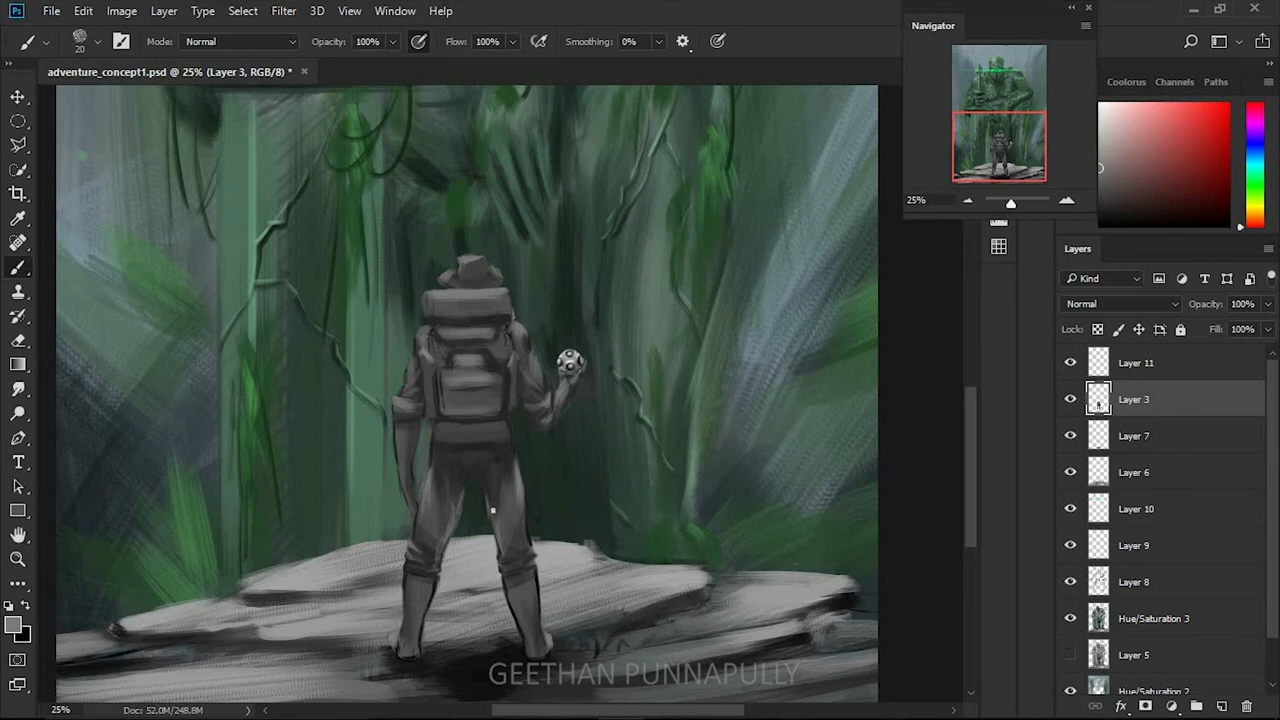 Ps File Edit Image Layer Type Select Filter 3D View Window Help
20 Mode: Normal Opacity: 100% Flow: 100% Smoothing: 0%
adventure_concept1.psd @ 25% (Layer 3, RGB/8) *
Navigator
25%
Coolorus Channels Paths
Layers
Kind
Normal Opacity: 100%
Lock: Fill: 100%
Layer 11
Layer 3
Layer 7
Layer 6
Layer 10
Layer 9
Layer 8
Hue/Saturation 3
Layer 5
Hue/Saturation 2
GEETHAN PUNNAPULLY
25% Doc: 52.0M/248.8M